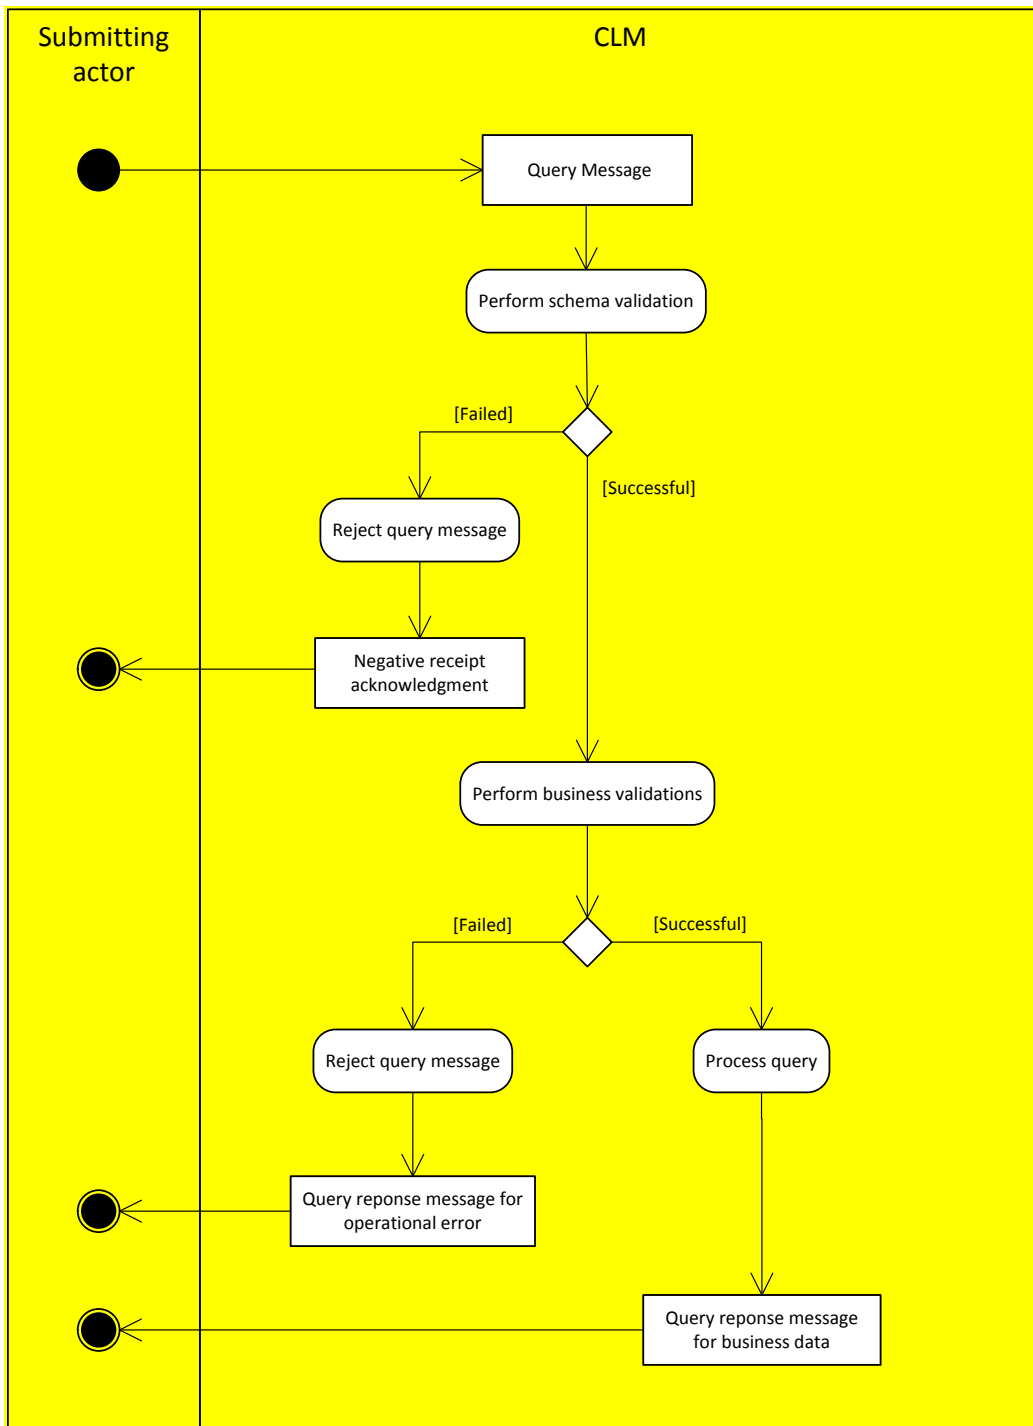 Submitting
actor
CLM
Query Message
Perform schema validation
[Failed]
[Successful]
Reject query message
Negative receipt
acknowledgment
Perform business validations
[Failed]
[Successful]
Reject query message
Process query
Query reponse message for
operational error
Query reponse message
for business data